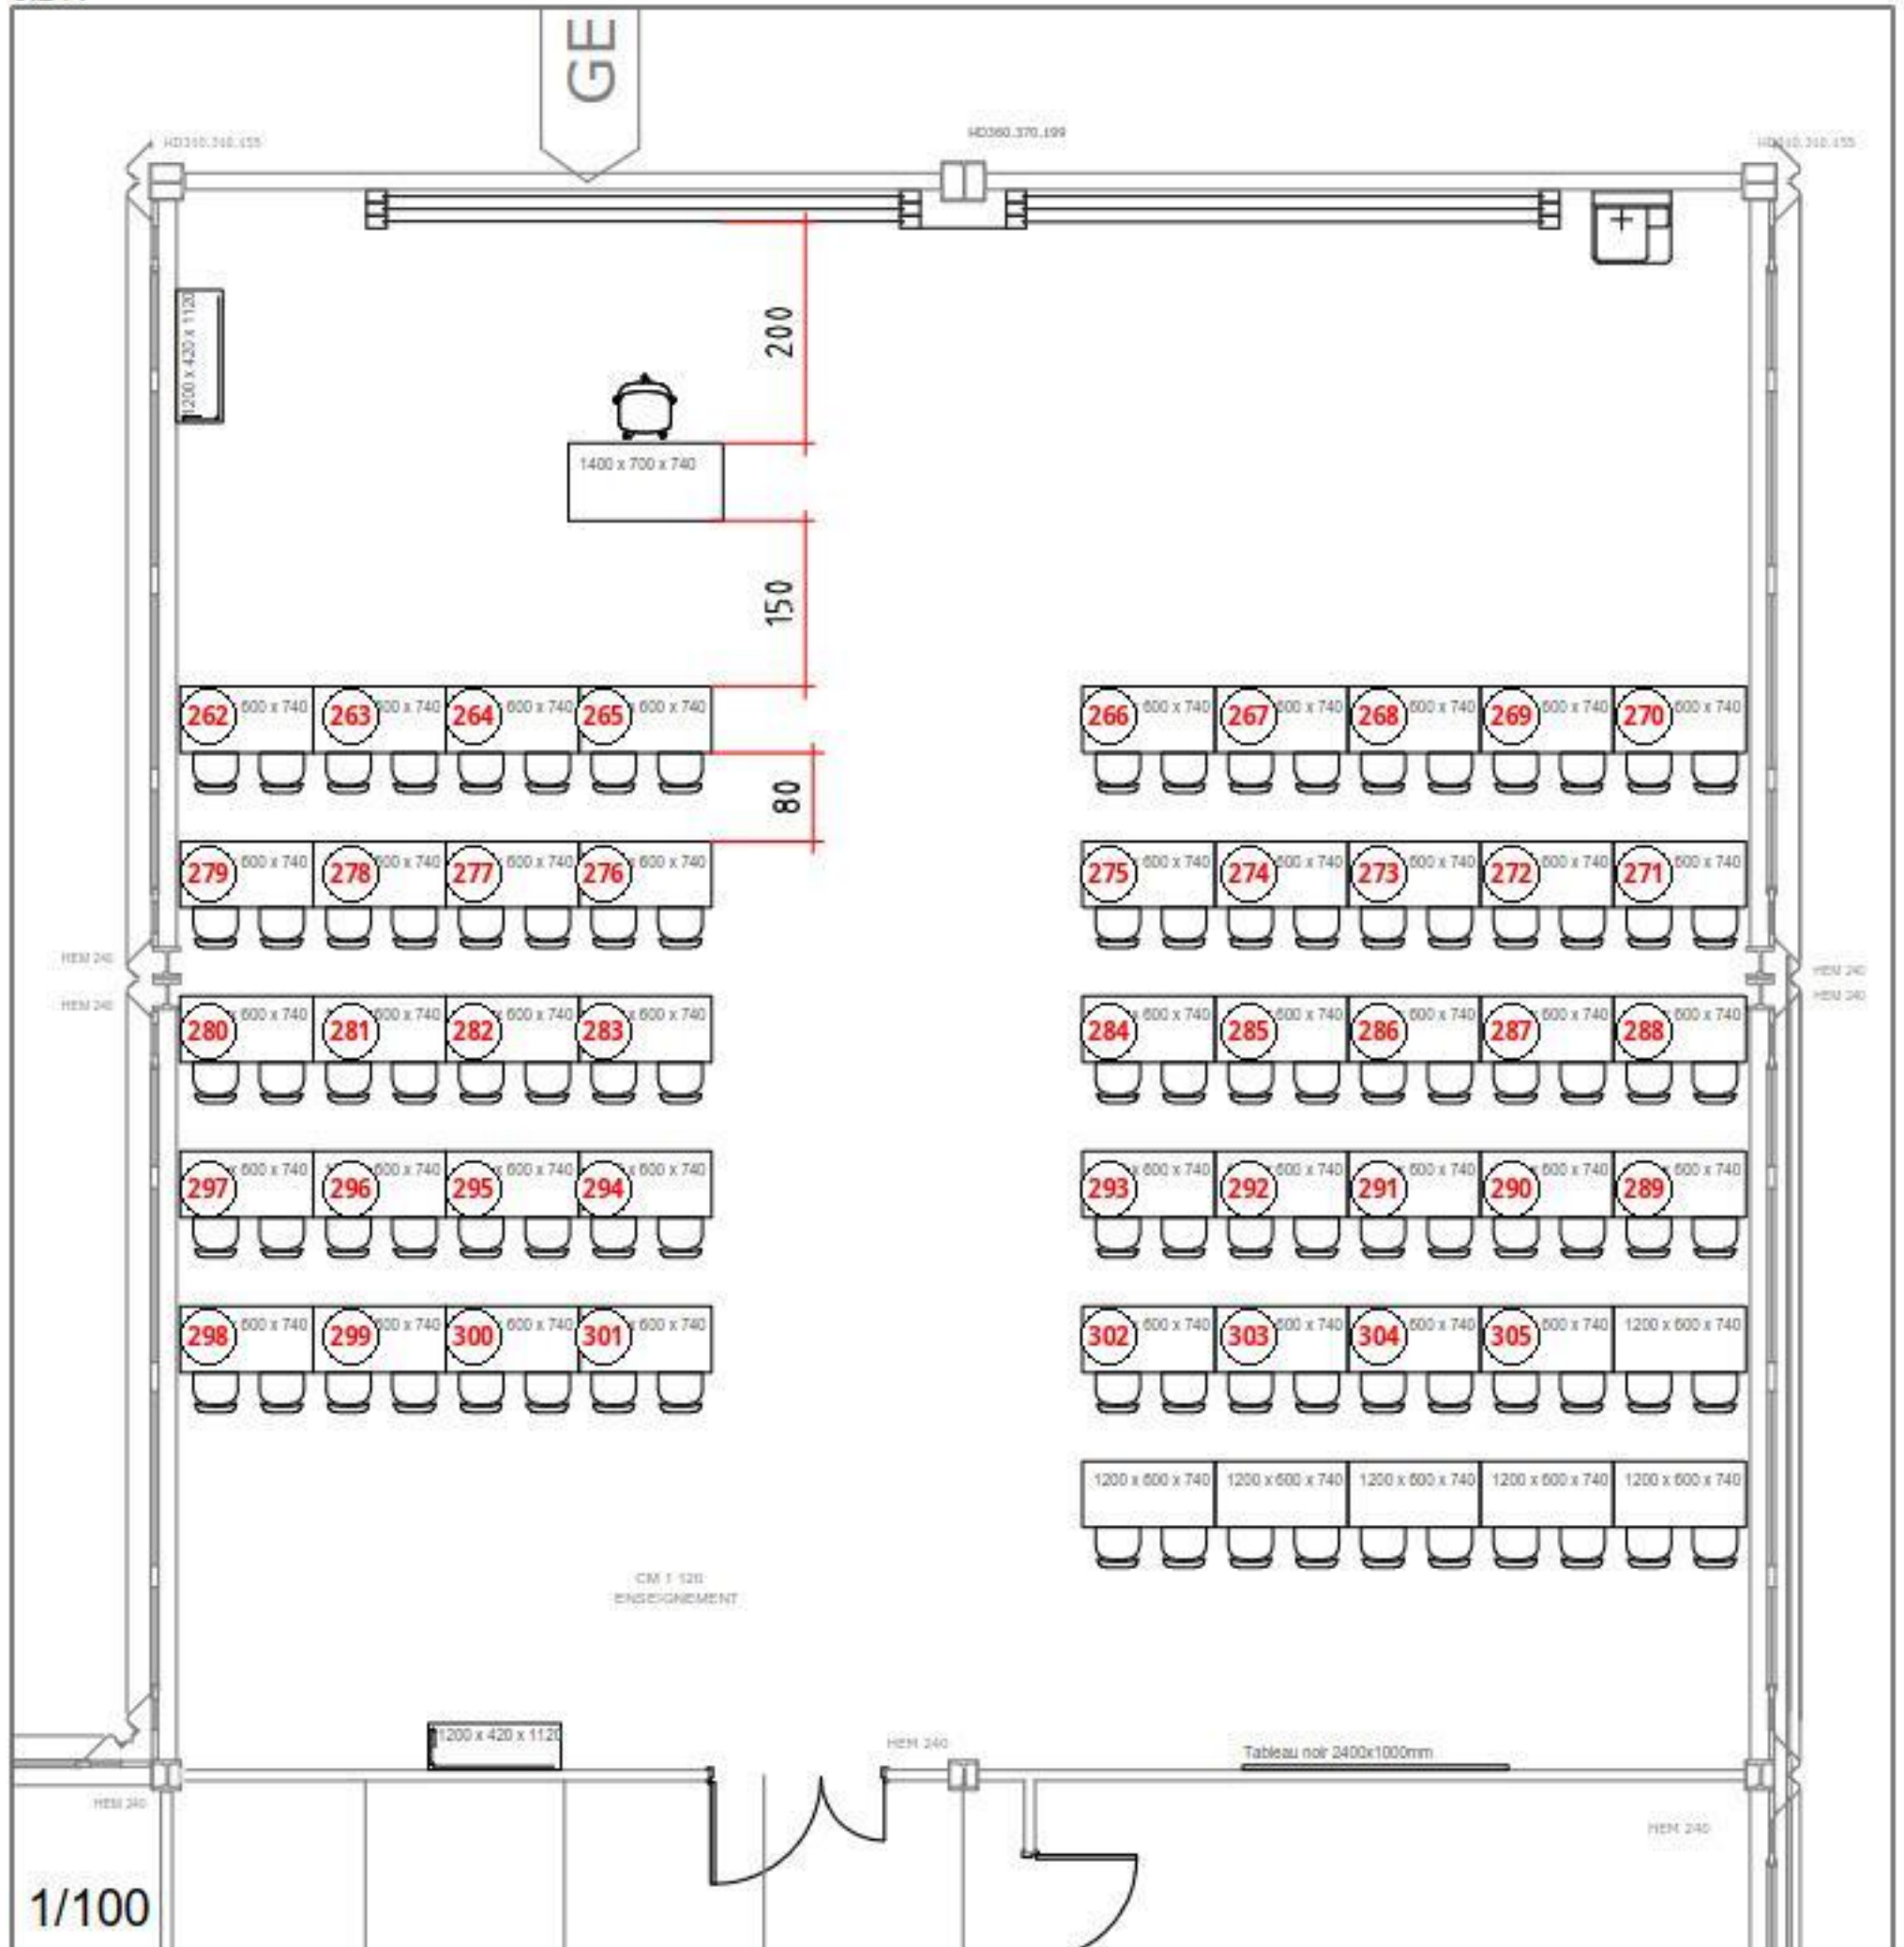 GE
HD360.370.199
1200 x 420 x 1120
200
1400 x 700 x 740
150
262 600 x 740 263 600 x 740 264 600 x 740 265 600 x 740
266 600 x 740 267 600 x 740 268 600 x 740 269 600 x 740 270 600 x 740
80
279 600 x 740 278 600 x 740 277 x 600 x 740 276 x 600 x 740
275 600 x 740 274 600 x 740 273 600 x 740 272 600 x 740 271 600 x 740
HEM 240
HEM 240
HEM 240
HEM 240
280 x 600 x 740 281 600 x 740 282 x 600 x 740 283 x 600 x 740
284 x 600 x 740 285 600 x 740 286 600 x 740 287 x 600 x 740 288 x 600 x 740
297 x 600 x 740 296 600 x 740 295 x 600 x 740 294 x 600 x 740
293 x 600 x 740 292 600 x 740 291 600 x 740 290 x 600 x 740 289 x 600 x 740
298 600 x 740 299 600 x 740 300 600 x 740 301 x 600 x 740
302 600 x 740 303 600 x 740 304 600 x 740 305 600 x 740 1200 x 600 x 740
1200 x 600 x 740 1200 x 600 x 740 1200 x 600 x 740 1200 x 600 x 740 1200 x 600 x 740
CM 1 120
ENSEIGNEMENT
1200 x 420 x 1120
HEM 240
Tableau noir 2400x1000mm
HEM 240
HEM 240
1/100